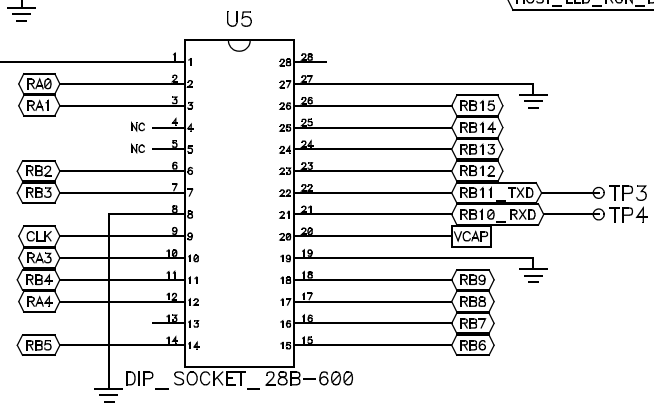 U5
1 1 28 28
RA0 2 2 27 27
RA1 3 3 26 26 RB15
NC 4 4 25 25 RB14
NC 5 5 24 24 RB13
RB2 6 6 23 23 RB12
RB3 7 7 22 22 RB11_TXD TP3
8 8 21 21 RB10_RXD TP4
CLK 9 9 20 20 VCAP
RA3 10 10 19 19
RB4 11 11 18 18 RB9
RA4 12 12 17 17 RB8
13 13 16 16 RB7
RB5 14 14 15 15 RB6
DIP_SOCKET_28B-600